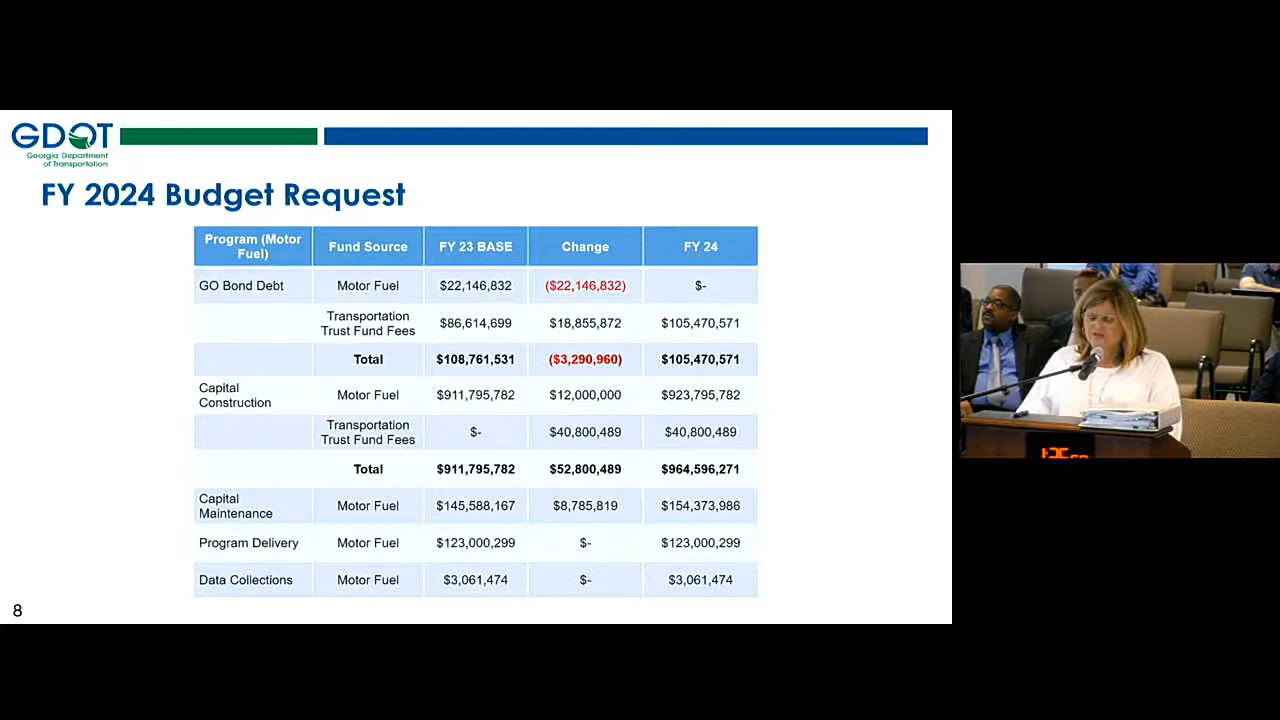 GDOT
Georgia Department
of Transportation
FY 2024 Budget Request
Program (Motor Fuel) Fund Source FY 23 BASE Change FY 24
GO Bond Debt Motor Fuel $22,146,832 ($22,146,832) $-
Transportation Trust Fund Fees $86,614,699 $18,855,872 $105,470,571
Total $108,761,531 ($3,290,960) $105,470,571
Capital Construction Motor Fuel $911,795,782 $12,000,000 $923,795,782
Transportation Trust Fund Fees $- $40,800,489 $40,800,489
Total $911,795,782 $52,800,489 $964,596,271
Capital Maintenance Motor Fuel $145,588,167 $8,785,819 $154,373,986
Program Delivery Motor Fuel $123,000,299 $- $123,000,299
Data Collections Motor Fuel $3,061,474 $- $3,061,474
8